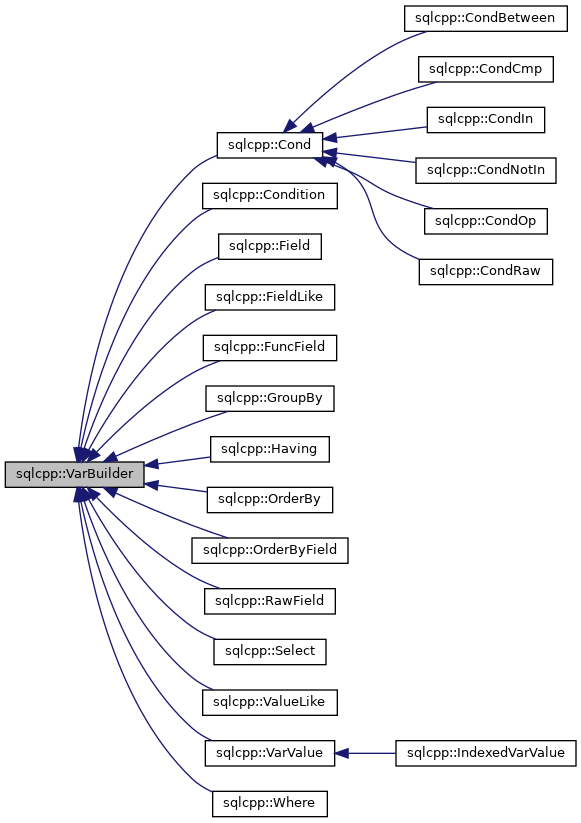 sqlcpp::CondBetween
sqlcpp::CondCmp
sqlcpp::CondIn
sqlcpp::Cond
sqlcpp::CondNotIn
sqlcpp::Condition
sqlcpp::CondOp
sqlcpp::Field
sqlcpp::CondRaw
sqlcpp::FieldLike
sqlcpp::FuncField
sqlcpp::GroupBy
sqlcpp::Having
sqlcpp::VarBuilder
sqlcpp::OrderBy
sqlcpp::OrderByField
sqlcpp::RawField
sqlcpp::Select
sqlcpp::ValueLike
sqlcpp::VarValue
sqlcpp::IndexedVarValue
sqlcpp::Where